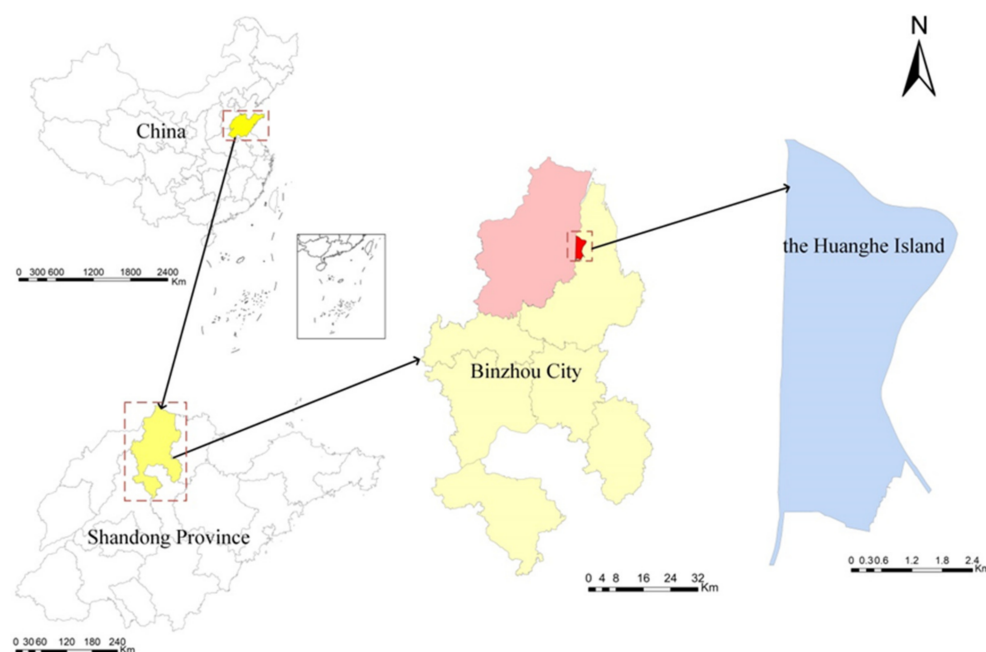 N
China
the Huanghe Island
0 300 600 1200 1800 2400
Km
Binzhou City
Shandong Province
0 4 8 16 24 32
Km
0 0.3 0.6 1.2 1.8 2.4
Km
0 30 60 120 180 240
Km